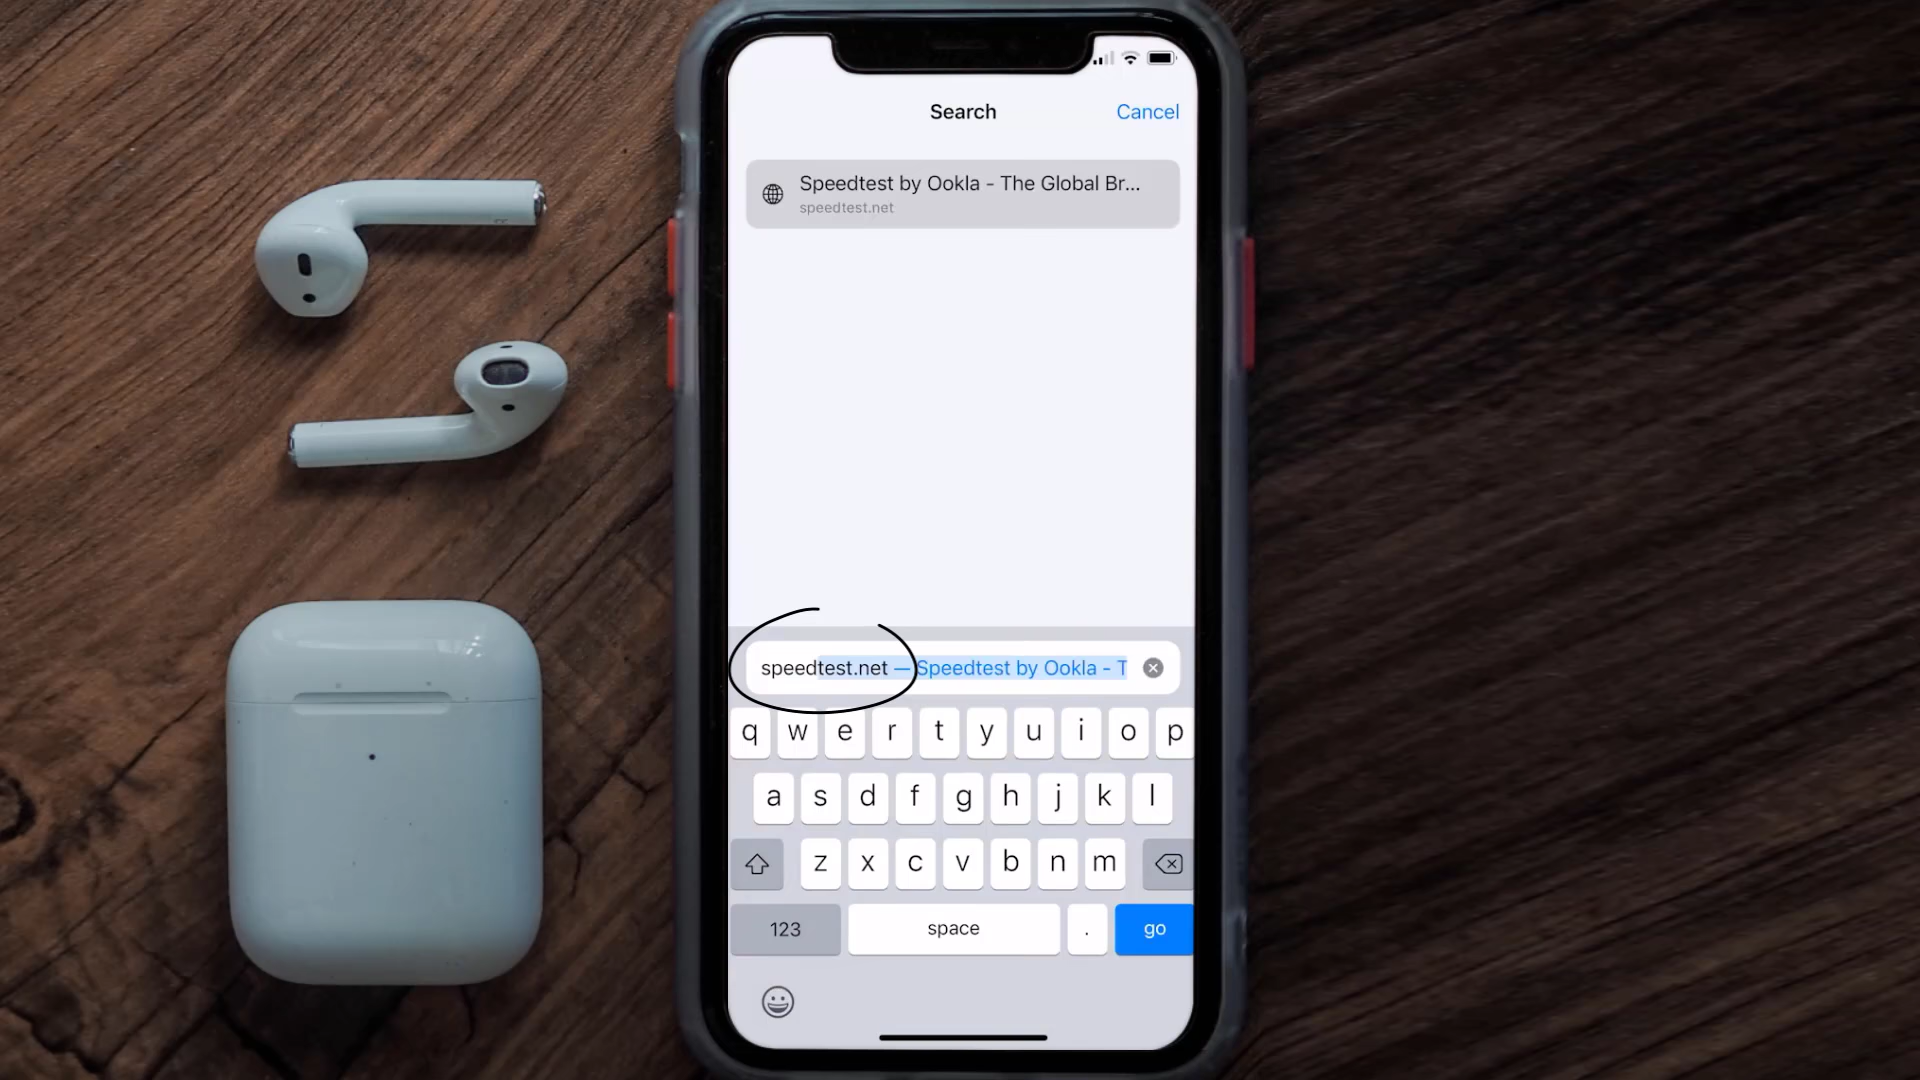 Search
Cancel
Speedtest by Ookla - The Global Br...
speedtest.net
speedtest.net — Speedtest by Ookla - T
q w e r t y u i o p
a s d f g h j k l
z x c v b n m
123 space . go